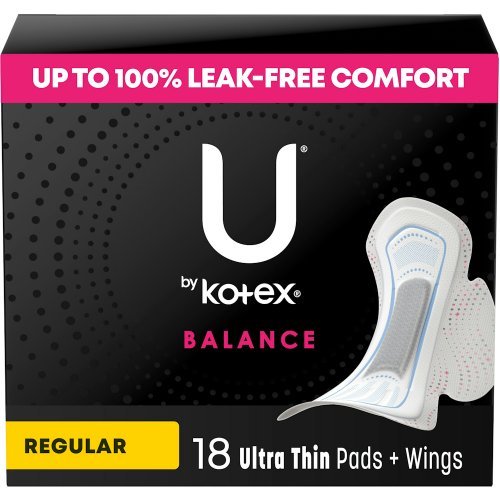 UP TO 100% LEAK-FREE COMFORT
U®
by Kotex®
BALANCE
REGULAR
18 Ultra Thin Pads + Wings